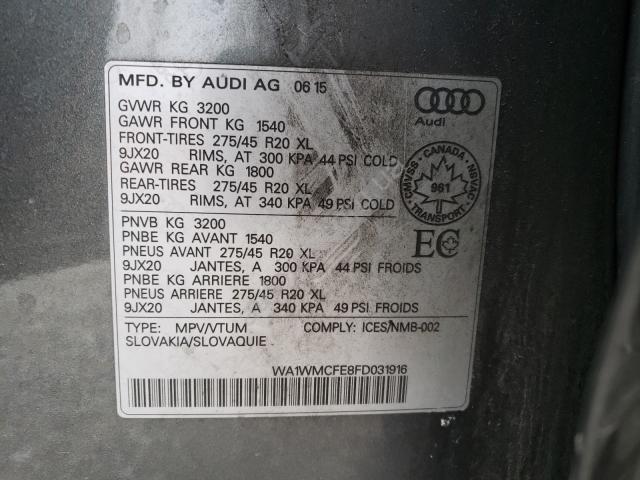 MFD. BY AUDI AG 06 15
GVWR KG 3200
GAWR FRONT KG 1540
FRONT-TIRES 275/45 R20 XL
9JX20 RIMS, AT 300 KPA 44 PSI COLD
GAWR REAR KG 1800
REAR-TIRES 275/45 R20 XL
9JX20 RIMS, AT 340 KPA 49 PSI COLD
PNVB KG 3200
PNBE KG AVANT 1540
PNEUS AVANT 275/45 R20 XL
9JX20 JANTES, A 300 KPA 44 PSI FROIDS
PNBE KG ARRIERE 1800
PNEUS ARRIERE 275/45 R20 XL
9JX20 JANTES, A 340 KPA 49 PSI FROIDS
TYPE: MPV/VTUM COMPLY: ICES/NMB-002
SLOVAKIA/SLOVAQUIE
WA1WMCFE8FD031916
Audi
CMVSS/ CANADA NSVAC
961
TRANSPORT
EC